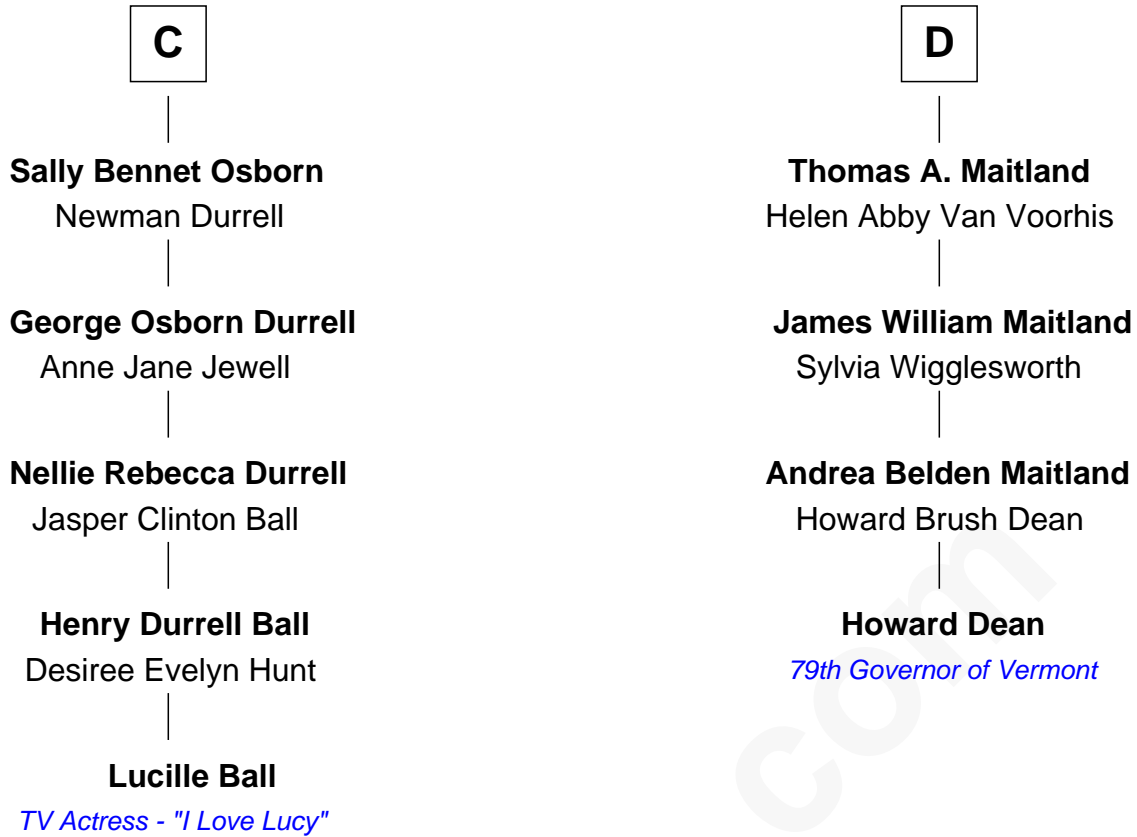 C
Sally Bennet Osborn
Newman Durrell
George Osborn Durrell
Anne Jane Jewell
Nellie Rebecca Durrell
Jasper Clinton Ball
Henry Durrell Ball
Desiree Evelyn Hunt
Lucille Ball
TV Actress - "I Love Lucy"
D
Thomas A. Maitland
Helen Abby Van Voorhis
James William Maitland
Sylvia Wigglesworth
Andrea Belden Maitland
Howard Brush Dean
Howard Dean
79th Governor of Vermont
com